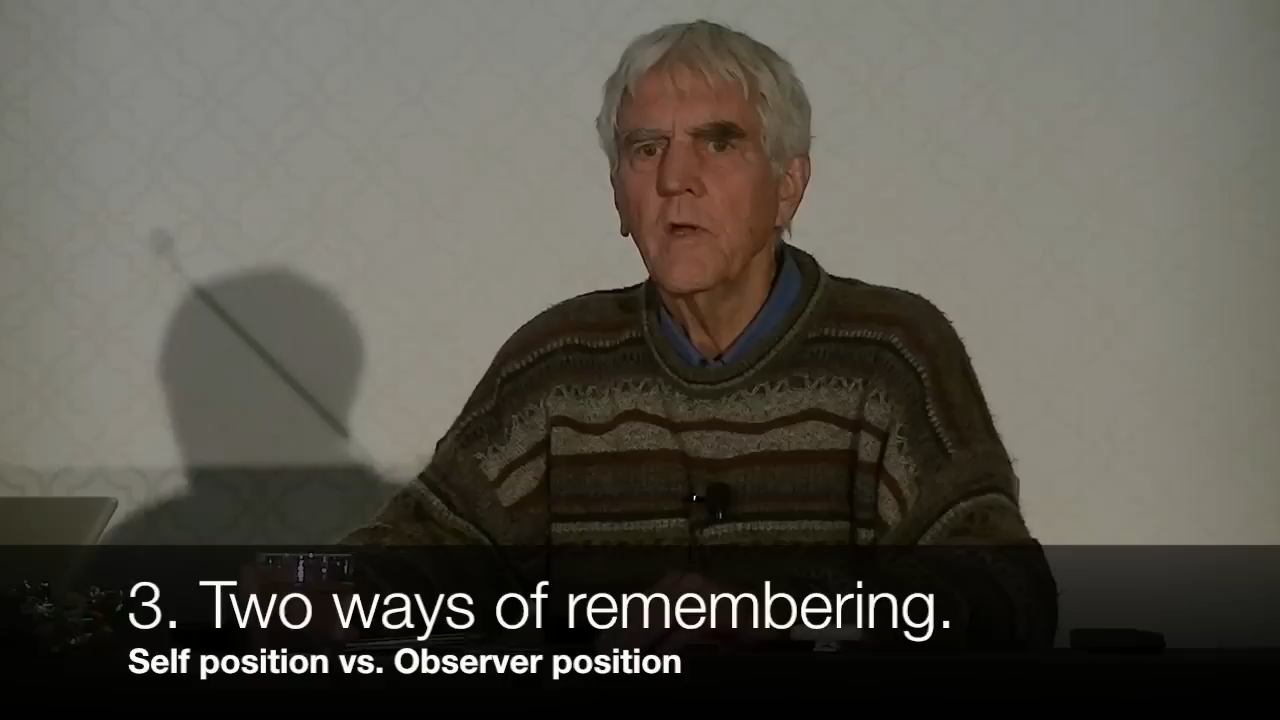 3. Two ways of remembering.
Self position vs. Observer position